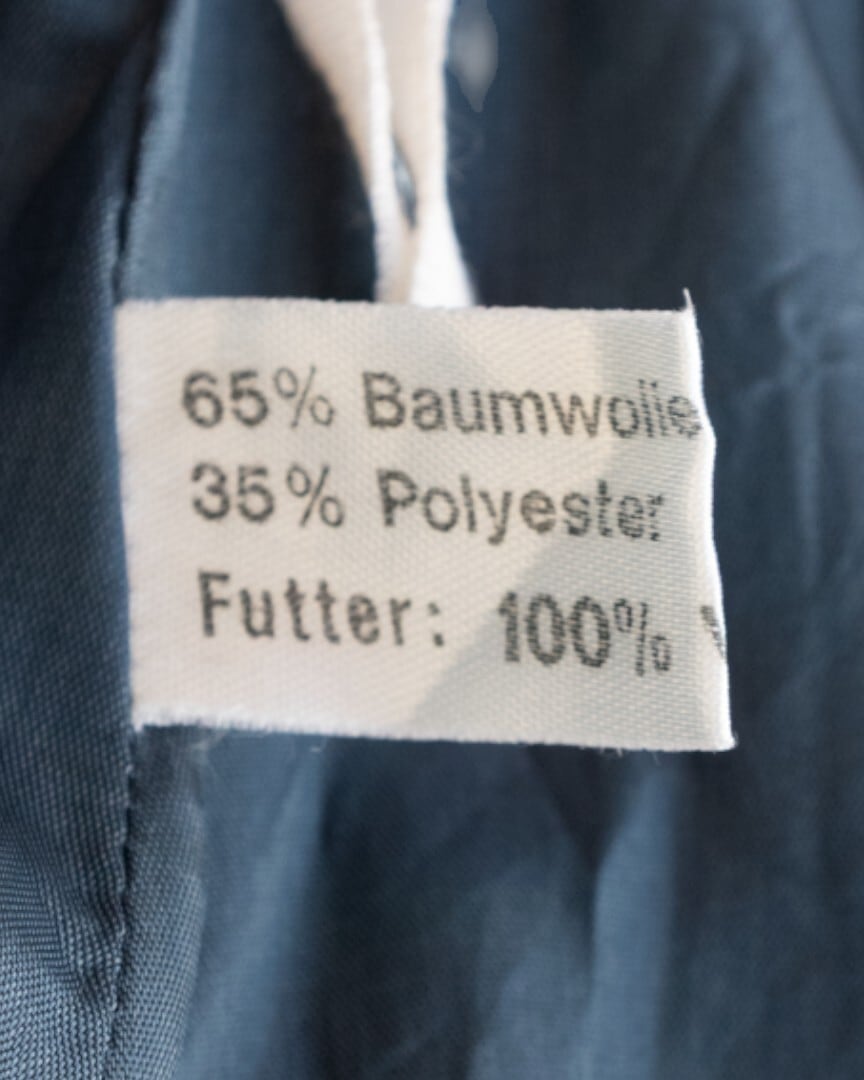 65% Baumwolle
35% Polyester
Futter: 100%